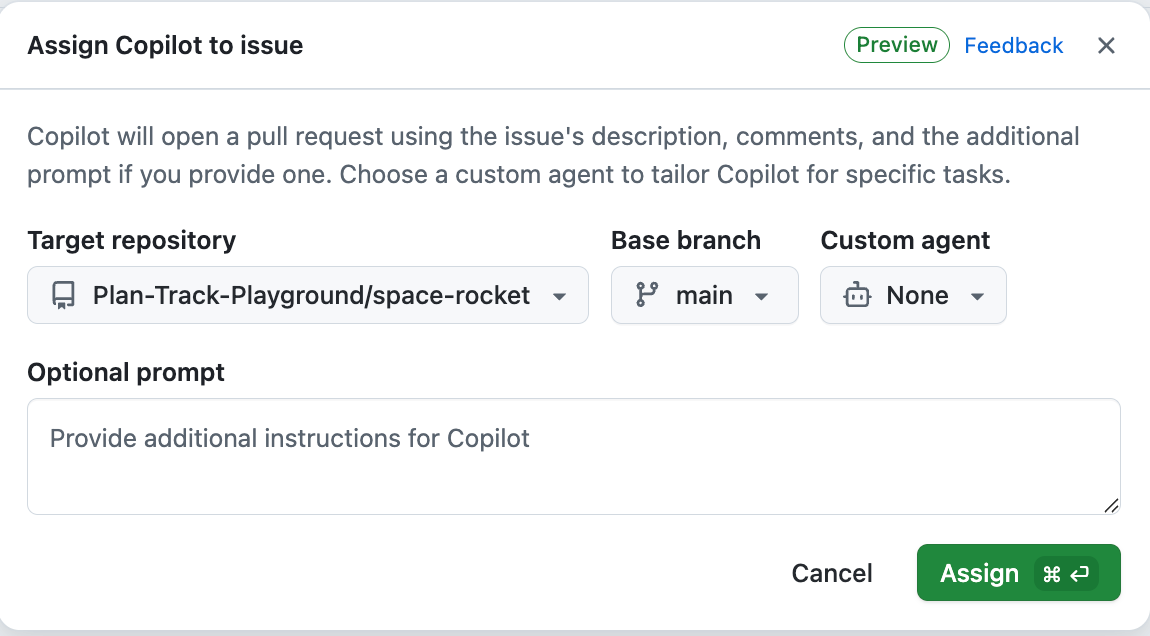 Assign Copilot to issue
Preview
Feedback
Copilot will open a pull request using the issue's description, comments, and the additional
prompt if you provide one. Choose a custom agent to tailor Copilot for specific tasks.
Target repository
Base branch
Custom agent
Plan-Track-Playground/space-rocket
main
None
Optional prompt
Provide additional instructions for Copilot
Cancel
Assign ⌘ ↵